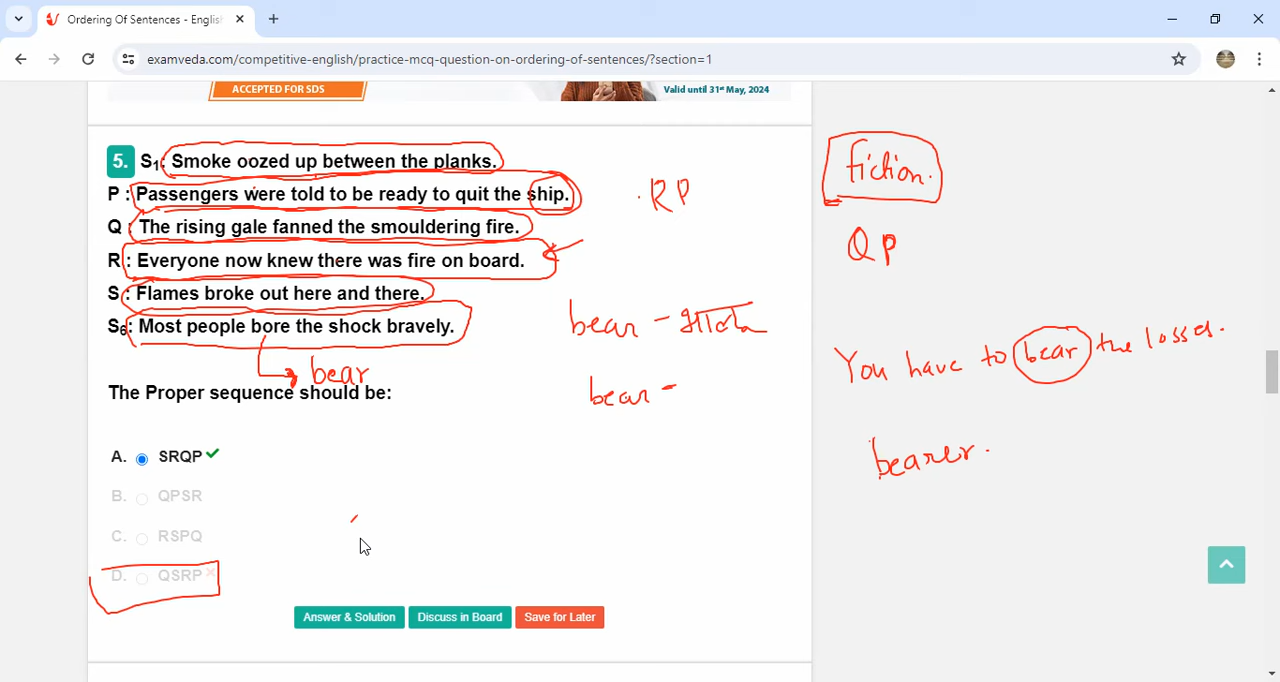 Ordering Of Sentences - Englis
examveda.com/competitive-english/practice-mcq-question-on-ordering-of-sentences/?section=1
ACCEPTED FOR SDS
Valid until 31st May, 2024
5. S1: Smoke oozed up between the planks.
P : Passengers were told to be ready to quit the ship.
Q : The rising gale fanned the smouldering fire.
R : Everyone now knew there was fire on board.
S : Flames broke out here and there.
S6: Most people bore the shock bravely.
bear
The Proper sequence should be:
A. SRQP
B. QPSR
C. RSPQ
D. QSRP
Answer & Solution Discuss in Board Save for Later
RP
bear -
bear -
fiction.
QP
You have to bear the losses.
bearer.